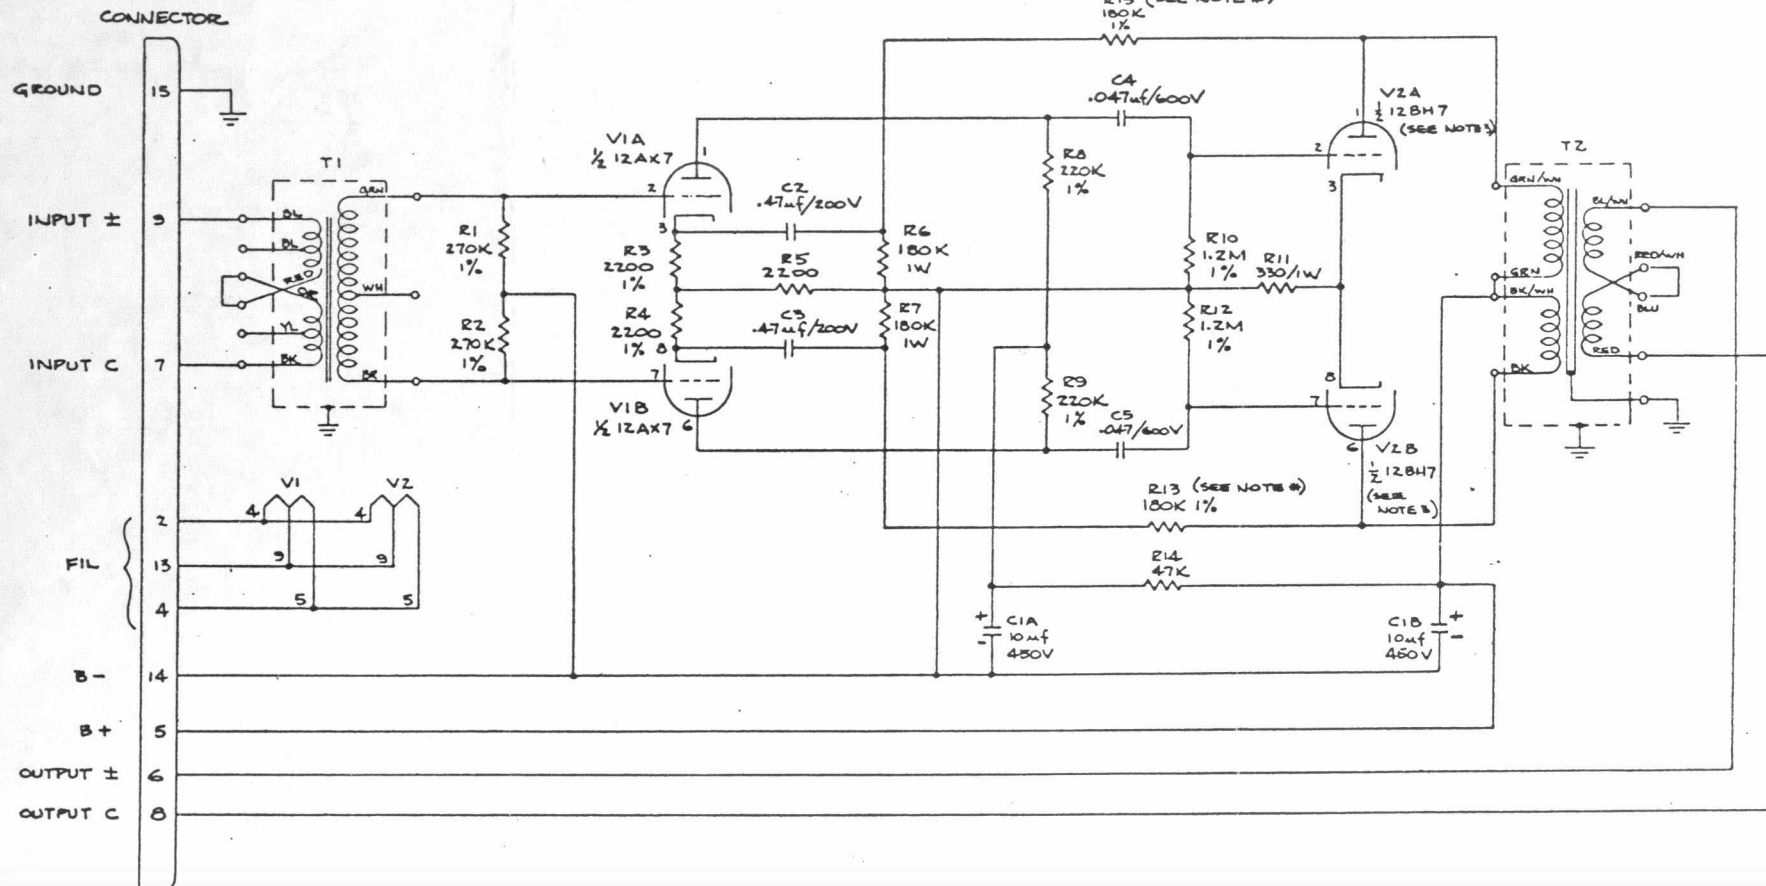 CONNECTOR
GROUND 15
INPUT ± 9
INPUT C 7
T1
BL
BL
RED
OR
YL
BK
GRN
WH
BR
R1
270K
1%
R2
270K
1%
V1A
½ 12AX7
1
2
3
R3
2200
1%
R4
2200
1%
8
7
V1B
½ 12AX7
6
C2
.47uf/200V
R5
2200
C3
.47uf/200V
R6
180K
1W
R7
180K
1W
(SEE NOTE #)
180K
1%
C4
.047uf/600V
R8
220K
1%
R9
220K
1%
C5
.047/600V
R10
1.2M
1%
R11
330/1W
R12
1.2M
1%
V2A
½ 12BH7
(SEE NOTE 3)
1
2
3
8
7
6
V2B
½ 12BH7
(SEE
NOTE 3)
T2
GRN/WH
GRN
BK/WH
BK
BL/WH
RED/WH
BLU
RED
R13 (SEE NOTE #)
180K 1%
R14
47K
C1A
10uf
450V
+
-
C1B
10uf
450V
+
-
V1
V2
4
4
9
9
5
5
FIL
2
13
4
B- 14
B+ 5
OUTPUT ± 6
OUTPUT C 8